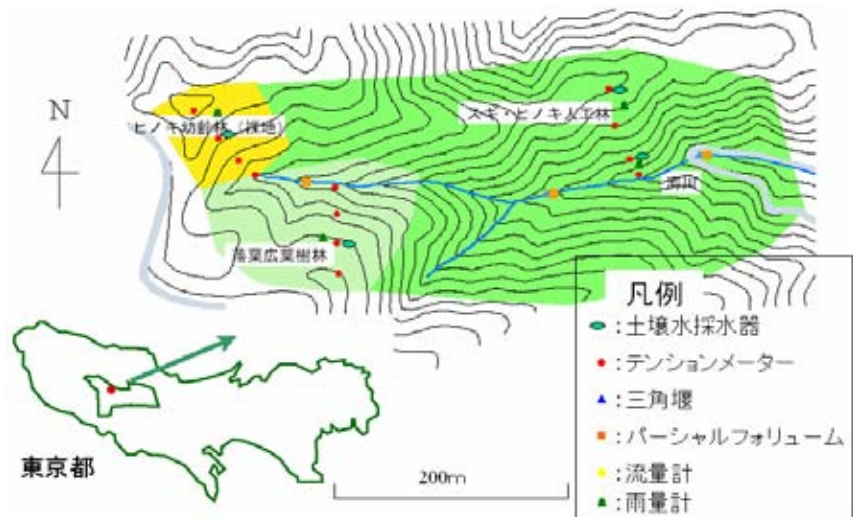 N
ヒノキ幼齢林（裸地）
スギ・ヒノキ人工林
落葉広葉樹林
東京都
200m
凡例
:土壌水採水器
:テンションメーター
:三角堰
:パーシャルフォリューム
:流量計
:雨量計